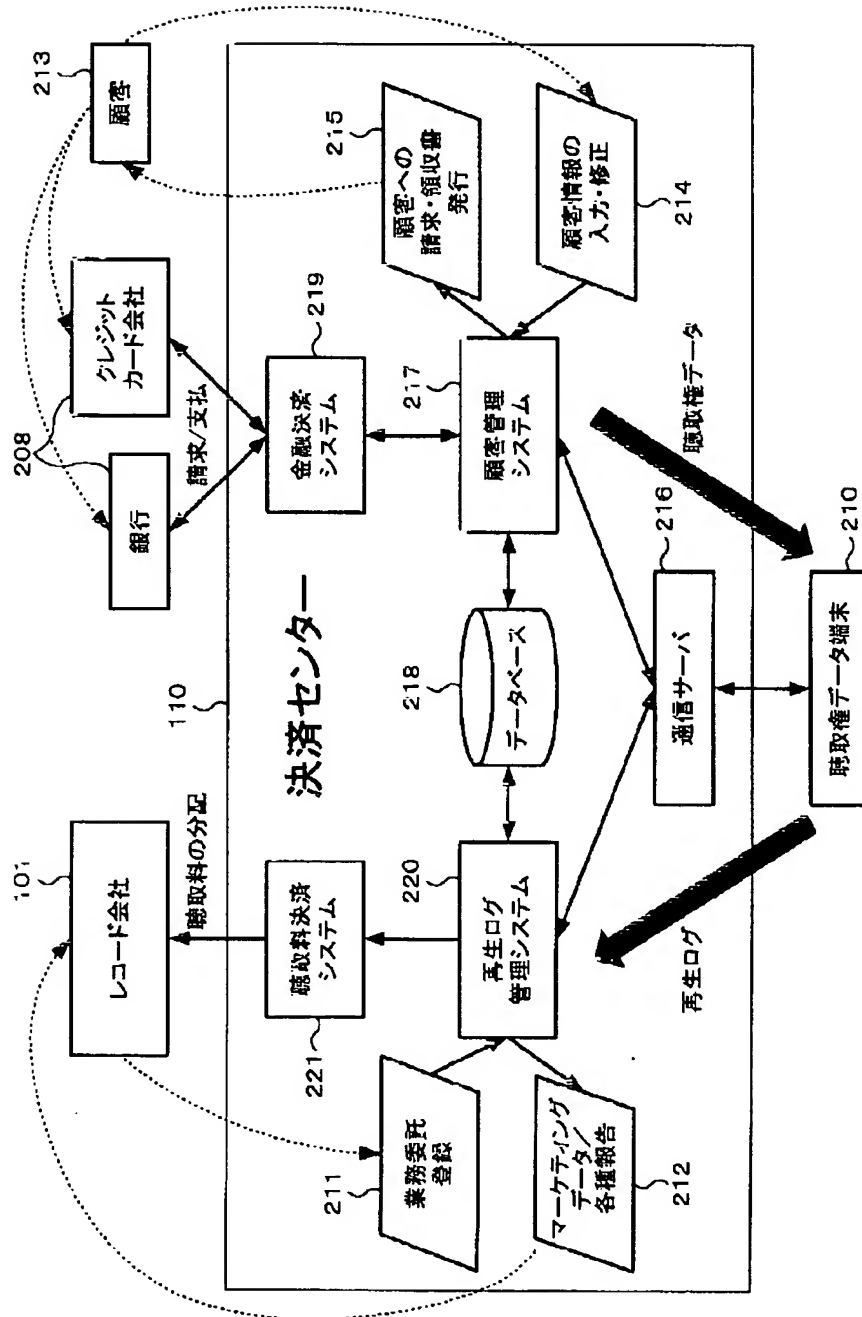 213
顧客
クレジット
カード会社
208
銀行
請求/支払
101
レコード会社
聴取料の分配
110
決済センター
215
顧客への
請求・領収書
発行
顧客情報の
入力・修正
214
219
金融決済
システム
217
顧客管理
システム
聴取権データ
218
データベース
216
通信サーバ
210
聴取権データ端末
聴取料決済
システム
221
220
再生ログ
管理システム
再生ログ
業務委託
登録
211
マーケティング
データ/
各種報告
212